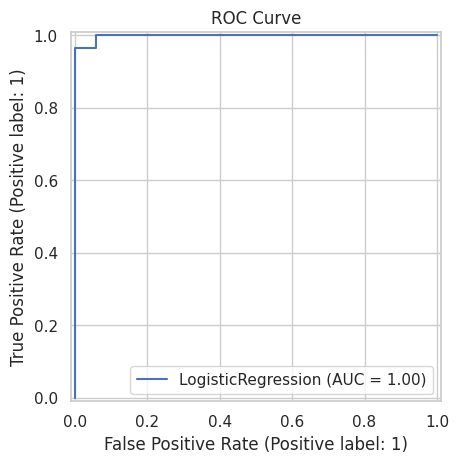 ROC Curve
True Positive Rate (Positive label: 1)
1.0
0.8
0.6
0.4
0.2
0.0
LogisticRegression (AUC = 1.00)
0.0 0.2 0.4 0.6 0.8 1.0
False Positive Rate (Positive label: 1)